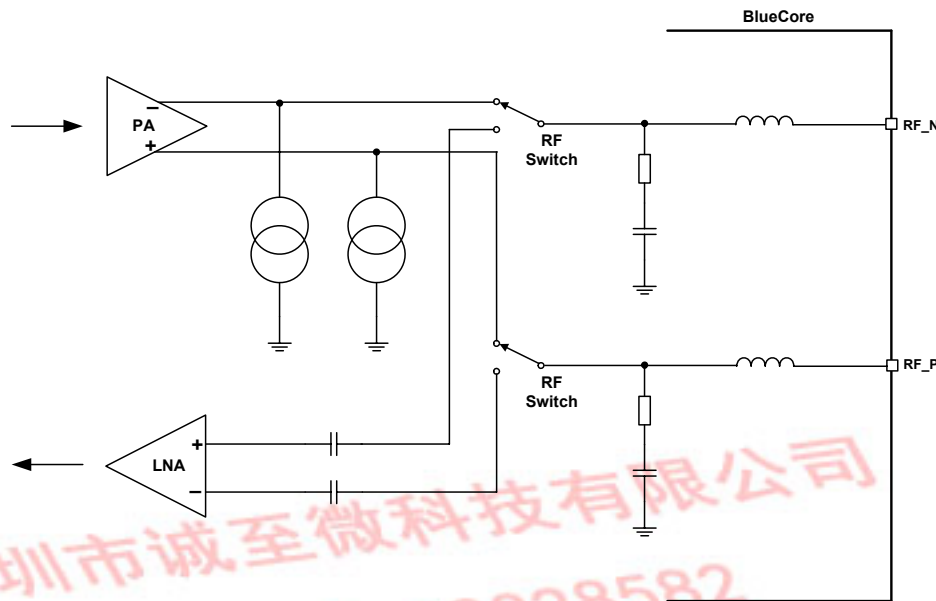 BlueCore
−
PA
+
RF
Switch
RF_N
RF
Switch
RF_P
+
LNA
−
圳市诚至微科技有限公司